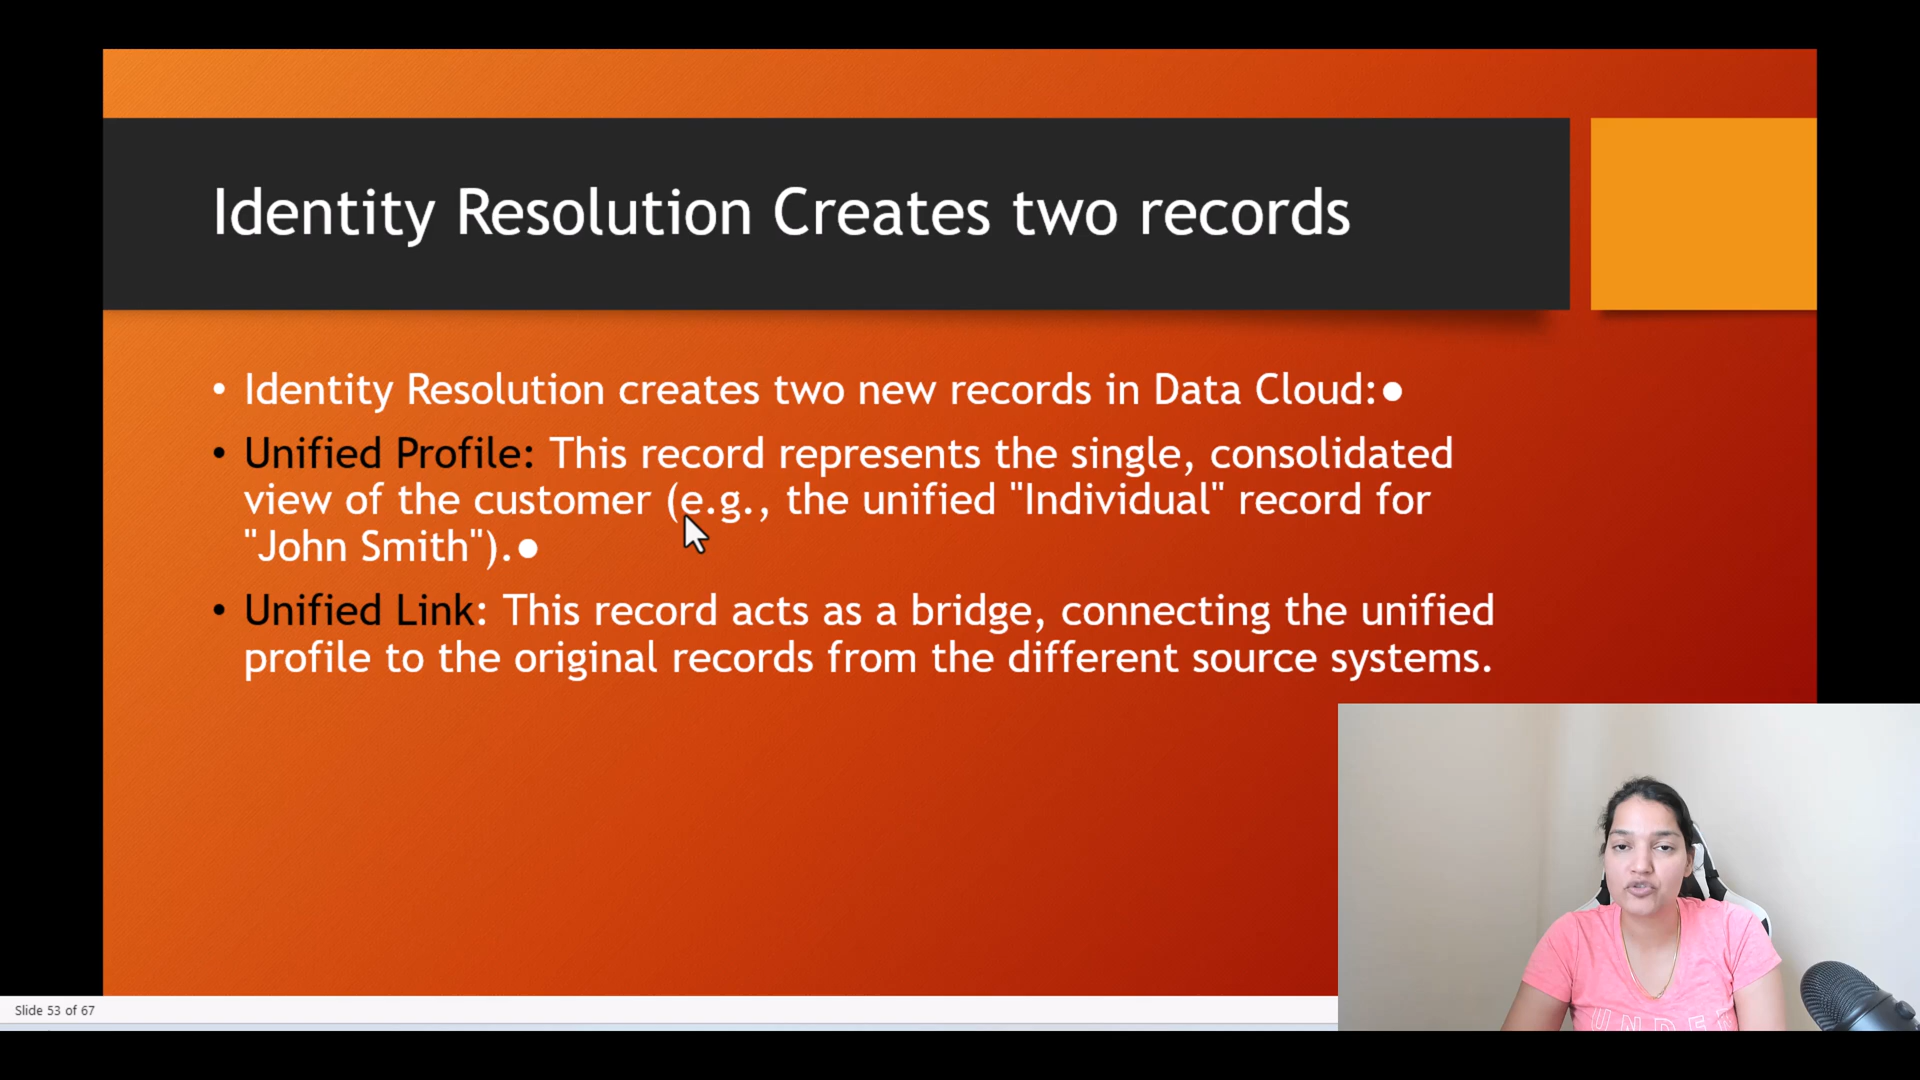 Identity Resolution Creates two records
• Identity Resolution creates two new records in Data Cloud:●
• Unified Profile: This record represents the single, consolidated
view of the customer (e.g., the unified "Individual" record for
"John Smith").●
• Unified Link: This record acts as a bridge, connecting the unified
profile to the original records from the different source systems.
Slide 53 of 67